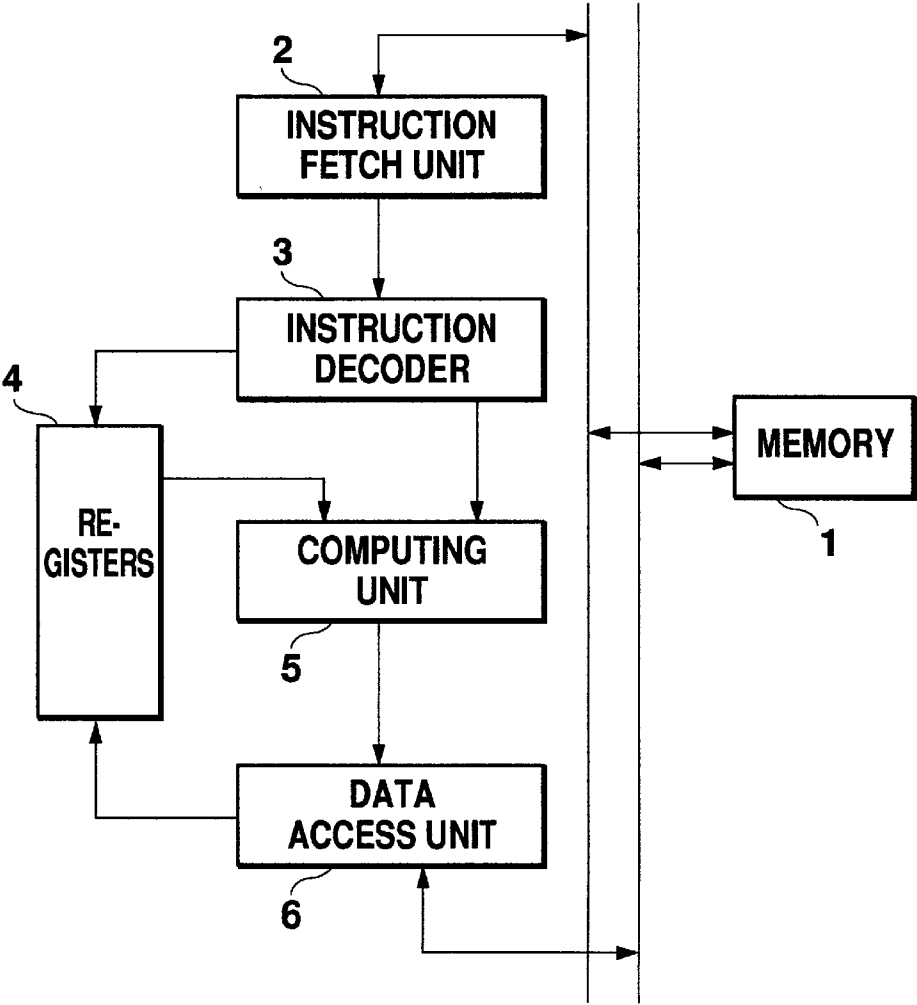 2
INSTRUCTION
FETCH UNIT
3
INSTRUCTION
DECODER
4
RE-
GISTERS
MEMORY
1
COMPUTING
UNIT
5
DATA
ACCESS UNIT
6